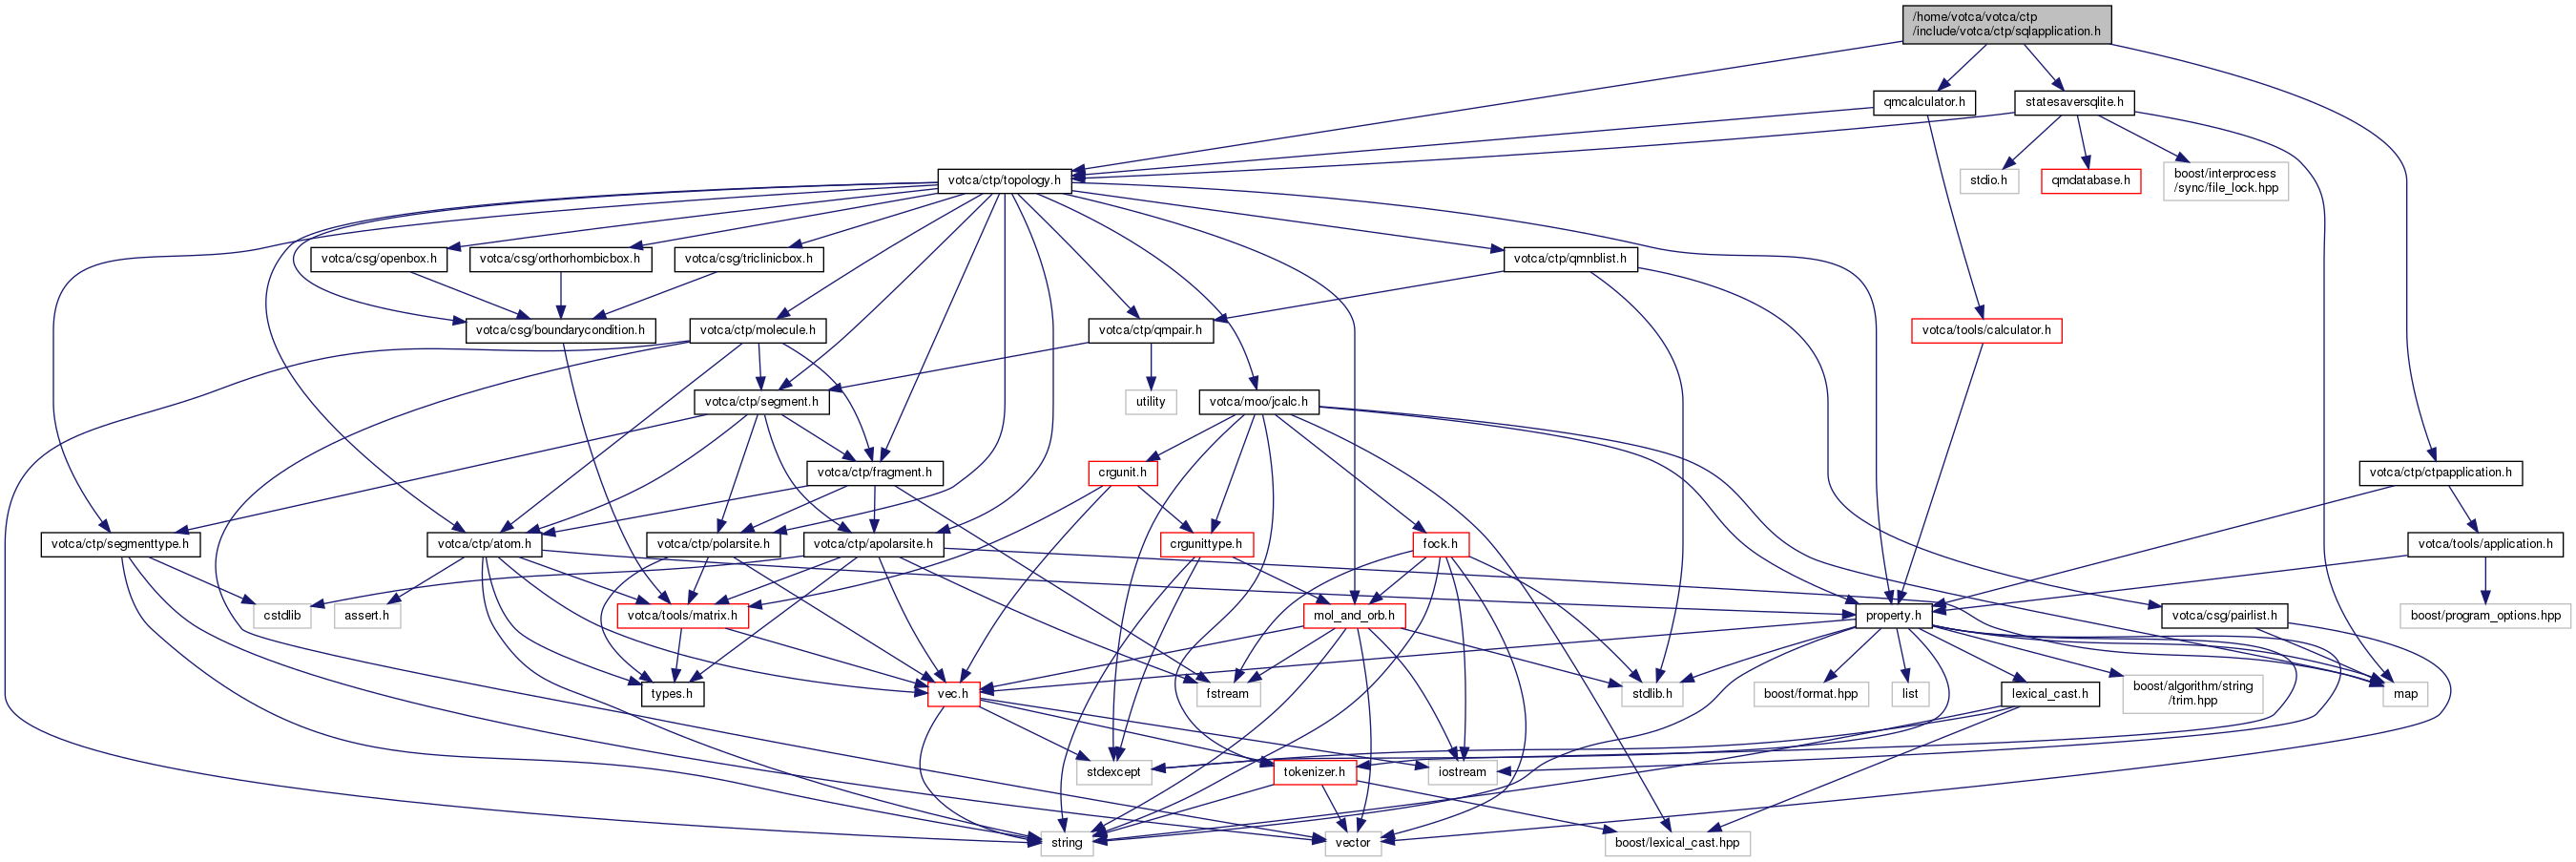 /home/votca/votca/ctp
/include/votca/ctp/sqlapplication.h
qmcalculator.h
statesaversqlite.h
votca/ctp/topology.h
stdio.h
qmdatabase.h
boost/interprocess
/sync/file_lock.hpp
votca/csg/openbox.h
votca/csg/orthorhombicbox.h
votca/csg/triclinicbox.h
votca/ctp/qmnblist.h
votca/csg/boundarycondition.h
votca/ctp/molecule.h
votca/ctp/qmpair.h
votca/tools/calculator.h
votca/ctp/segment.h
utility
votca/moo/jcalc.h
votca/ctp/fragment.h
crgunit.h
votca/ctp/ctpapplication.h
votca/ctp/segmenttype.h
votca/ctp/atom.h
votca/ctp/polarsite.h
votca/ctp/apolarsite.h
crgunittype.h
fock.h
votca/tools/application.h
cstdlib
assert.h
votca/tools/matrix.h
mol_and_orb.h
property.h
votca/csg/pairlist.h
boost/program_options.hpp
types.h
vec.h
fstream
stdlib.h
boost/format.hpp
list
lexical_cast.h
boost/algorithm/string
/trim.hpp
map
stdexcept
tokenizer.h
iostream
string
vector
boost/lexical_cast.hpp